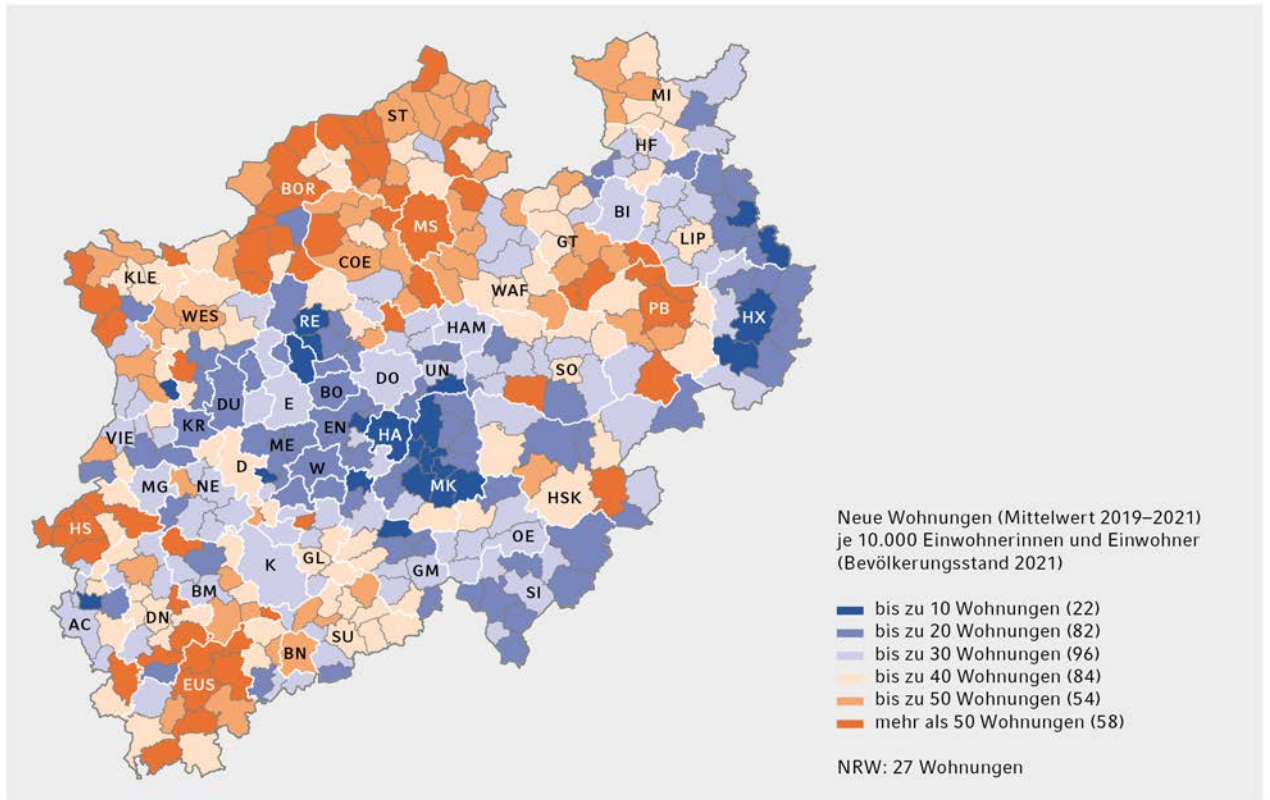 MI
ST
HF
BOR
BI
MS
GT
LIP
COE
KLE
WAF
PB
WES
RE
HX
HAM
SO
UN
DO
BO
E
DU
KR
EN
HA
VIE
ME
D
W
MG
NE
MK
HSK
HS
OE
GL
K
GM
BM
SI
DN
AC
SU
BN
EUS
Neue Wohnungen (Mittelwert 2019–2021)
je 10.000 Einwohnerinnen und Einwohner
(Bevölkerungsstand 2021)
bis zu 10 Wohnungen (22)
bis zu 20 Wohnungen (82)
bis zu 30 Wohnungen (96)
bis zu 40 Wohnungen (84)
bis zu 50 Wohnungen (54)
mehr als 50 Wohnungen (58)
NRW: 27 Wohnungen